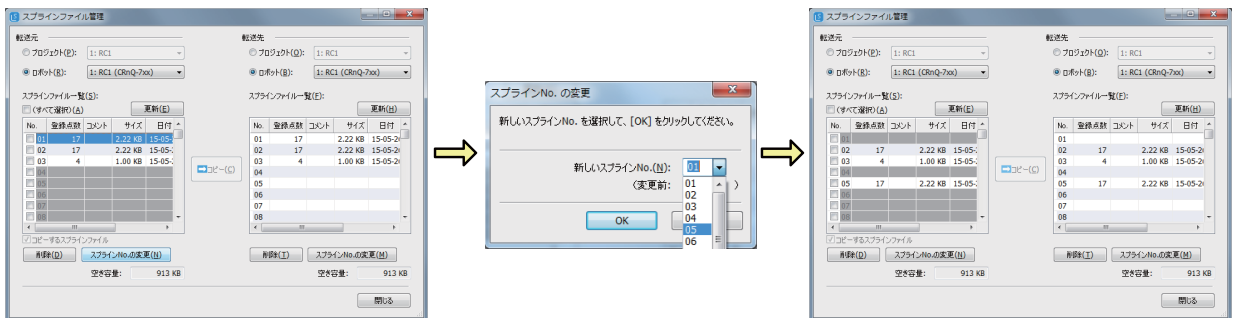 スプラインファイル管理
転送元
転送先
プロジェクト(P): 1: RC1
プロジェクト(O): 1: RC1
ロボット(R): 1: RC1 (CRnQ-7xx)
ロボット(B): 1: RC1 (CRnQ-7xx)
スプラインファイル一覧(S):
スプラインファイル一覧(F):
(すべて選択)(A) 更新(E)
更新(H)
No. 登録点数 コメント サイズ 日付
01 17 2.22 KB 15-05-
02 17 2.22 KB 15-05-
03 4 1.00 KB 15-05-
04
05
06
07
08
No. 登録点数 コメント サイズ 日付
01 17 2.22 KB 15-05-
02 17 2.22 KB 15-05-
03 4 1.00 KB 15-05-
04
05
06
07
08
コピー(C)
コピーするスプラインファイル
削除(D) スプラインNo.の変更(N)
削除(T) スプラインNo.の変更(M)
空き容量: 913 KB
空き容量: 913 KB
閉じる
スプラインNo. の変更
新しいスプラインNo. を選択して、[OK] をクリックしてください。
新しいスプラインNo.(N): 01
(変更前: )
01
02
03
04
05
06
OK
スプラインファイル管理
転送元
転送先
プロジェクト(P): 1: RC1
プロジェクト(O): 1: RC1
ロボット(R): 1: RC1 (CRnQ-7xx)
ロボット(B): 1: RC1 (CRnQ-7xx)
スプラインファイル一覧(S):
スプラインファイル一覧(F):
(すべて選択)(A) 更新(E)
更新(H)
No. 登録点数 コメント サイズ 日付
01
02 17 2.22 KB 15-05-
03 4 1.00 KB 15-05-
04
05 17 2.22 KB 15-05-
06
07
08
No. 登録点数 コメント サイズ 日付
01
02 17 2.22 KB 15-05-
03 4 1.00 KB 15-05-
04
05 17 2.22 KB 15-05-
06
07
08
コピー(C)
コピーするスプラインファイル
削除(D) スプラインNo.の変更(N)
削除(T) スプラインNo.の変更(M)
空き容量: 913 KB
空き容量: 913 KB
閉じる